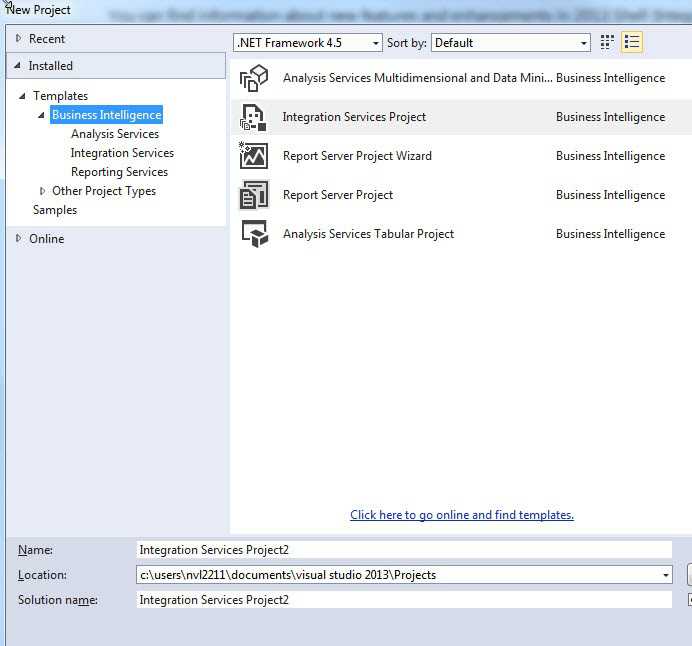 New Project
You can find information about new features and enhancements in 2012 Shell (Integ
Recent
Installed
Templates
Business Intelligence
Analysis Services
Integration Services
Reporting Services
Other Project Types
Samples
Online
.NET Framework 4.5
Sort by: Default
Analysis Services Multidimensional and Data Mini... Business Intelligence
Integration Services Project Business Intelligence
Report Server Project Wizard Business Intelligence
Report Server Project Business Intelligence
Analysis Services Tabular Project Business Intelligence
Click here to go online and find templates.
Name: Integration Services Project2
Location: c:\users\nvl2211\documents\visual studio 2013\Projects
Solution name: Integration Services Project2